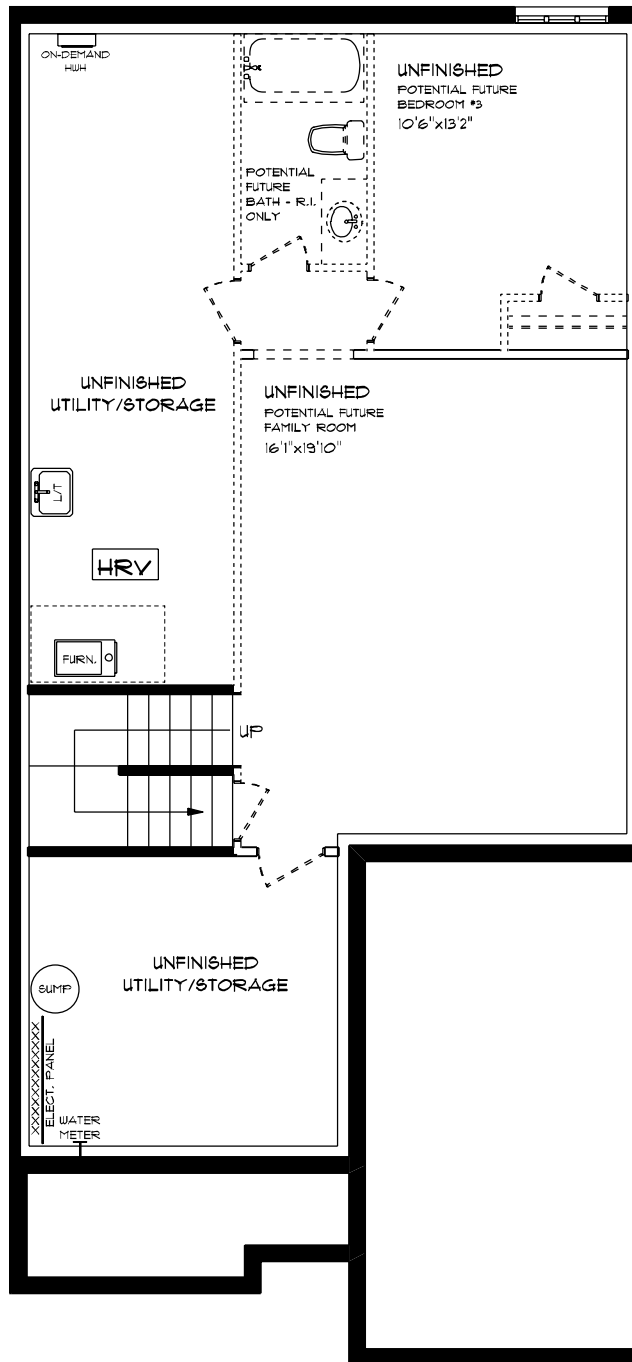 ON-DEMAND
HWH
UNFINISHED
POTENTIAL FUTURE
BEDROOM #3
10'6"x13'2"
POTENTIAL
FUTURE
BATH - R.I.
ONLY
UNFINISHED
UTILITY/STORAGE
UNFINISHED
POTENTIAL FUTURE
FAMILY ROOM
16'1"x19'10"
L/T
HRV
FURN.
UP
UNFINISHED
UTILITY/STORAGE
SUMP
XXXXXXXXXXXXX
ELECT. PANEL
WATER
METER